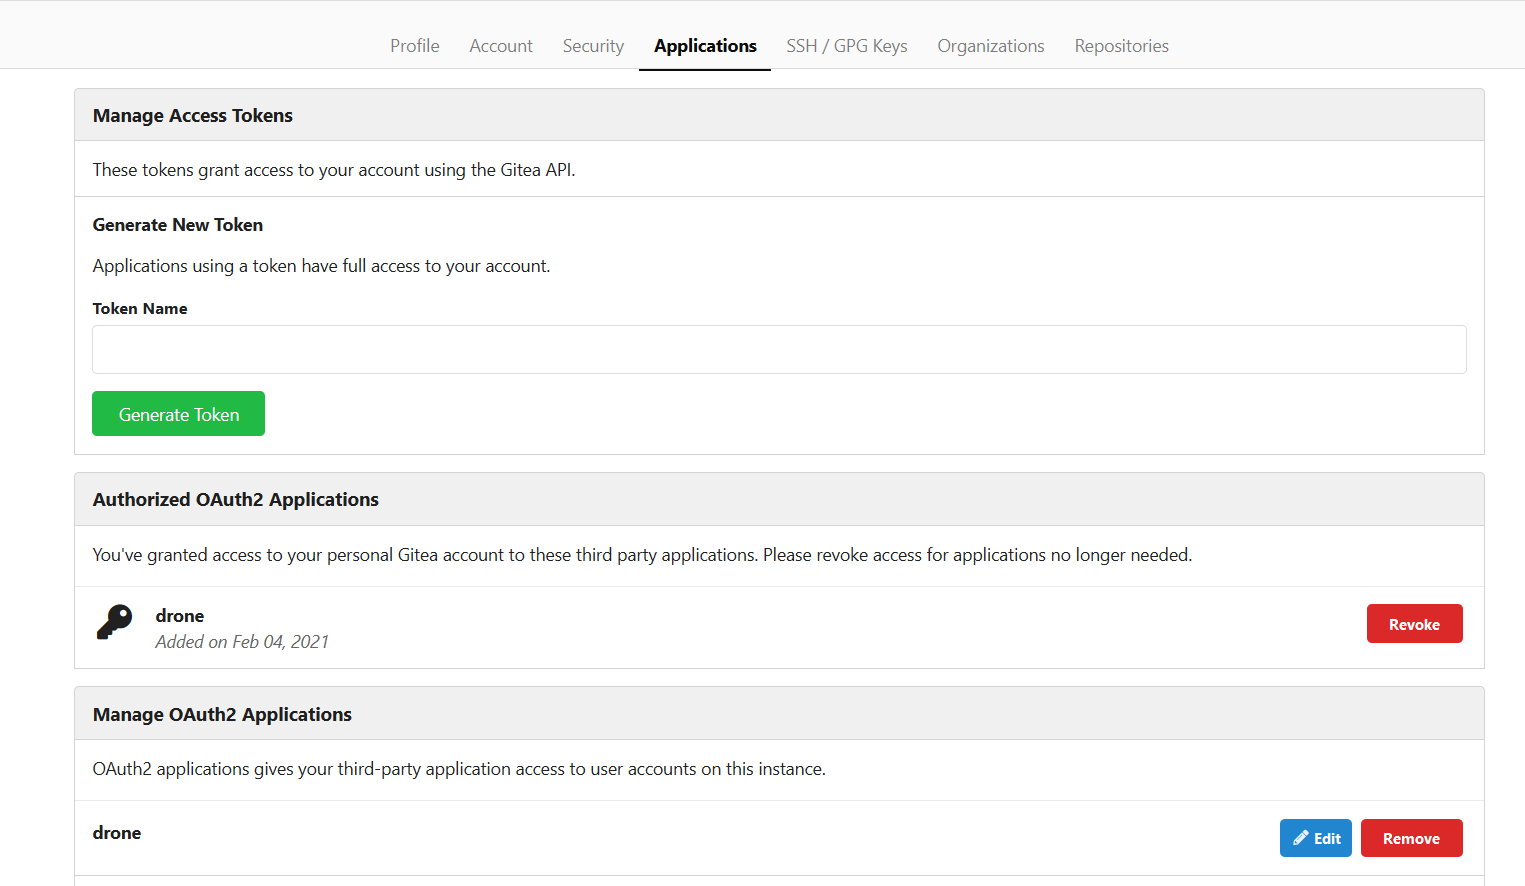 Profile Account Security Applications SSH / GPG Keys Organizations Repositories
Manage Access Tokens
These tokens grant access to your account using the Gitea API.
Generate New Token
Applications using a token have full access to your account.
Token Name
Generate Token
Authorized OAuth2 Applications
You've granted access to your personal Gitea account to these third party applications. Please revoke access for applications no longer needed.
drone
Added on Feb 04, 2021
Revoke
Manage OAuth2 Applications
OAuth2 applications gives your third-party application access to user accounts on this instance.
drone Edit Remove